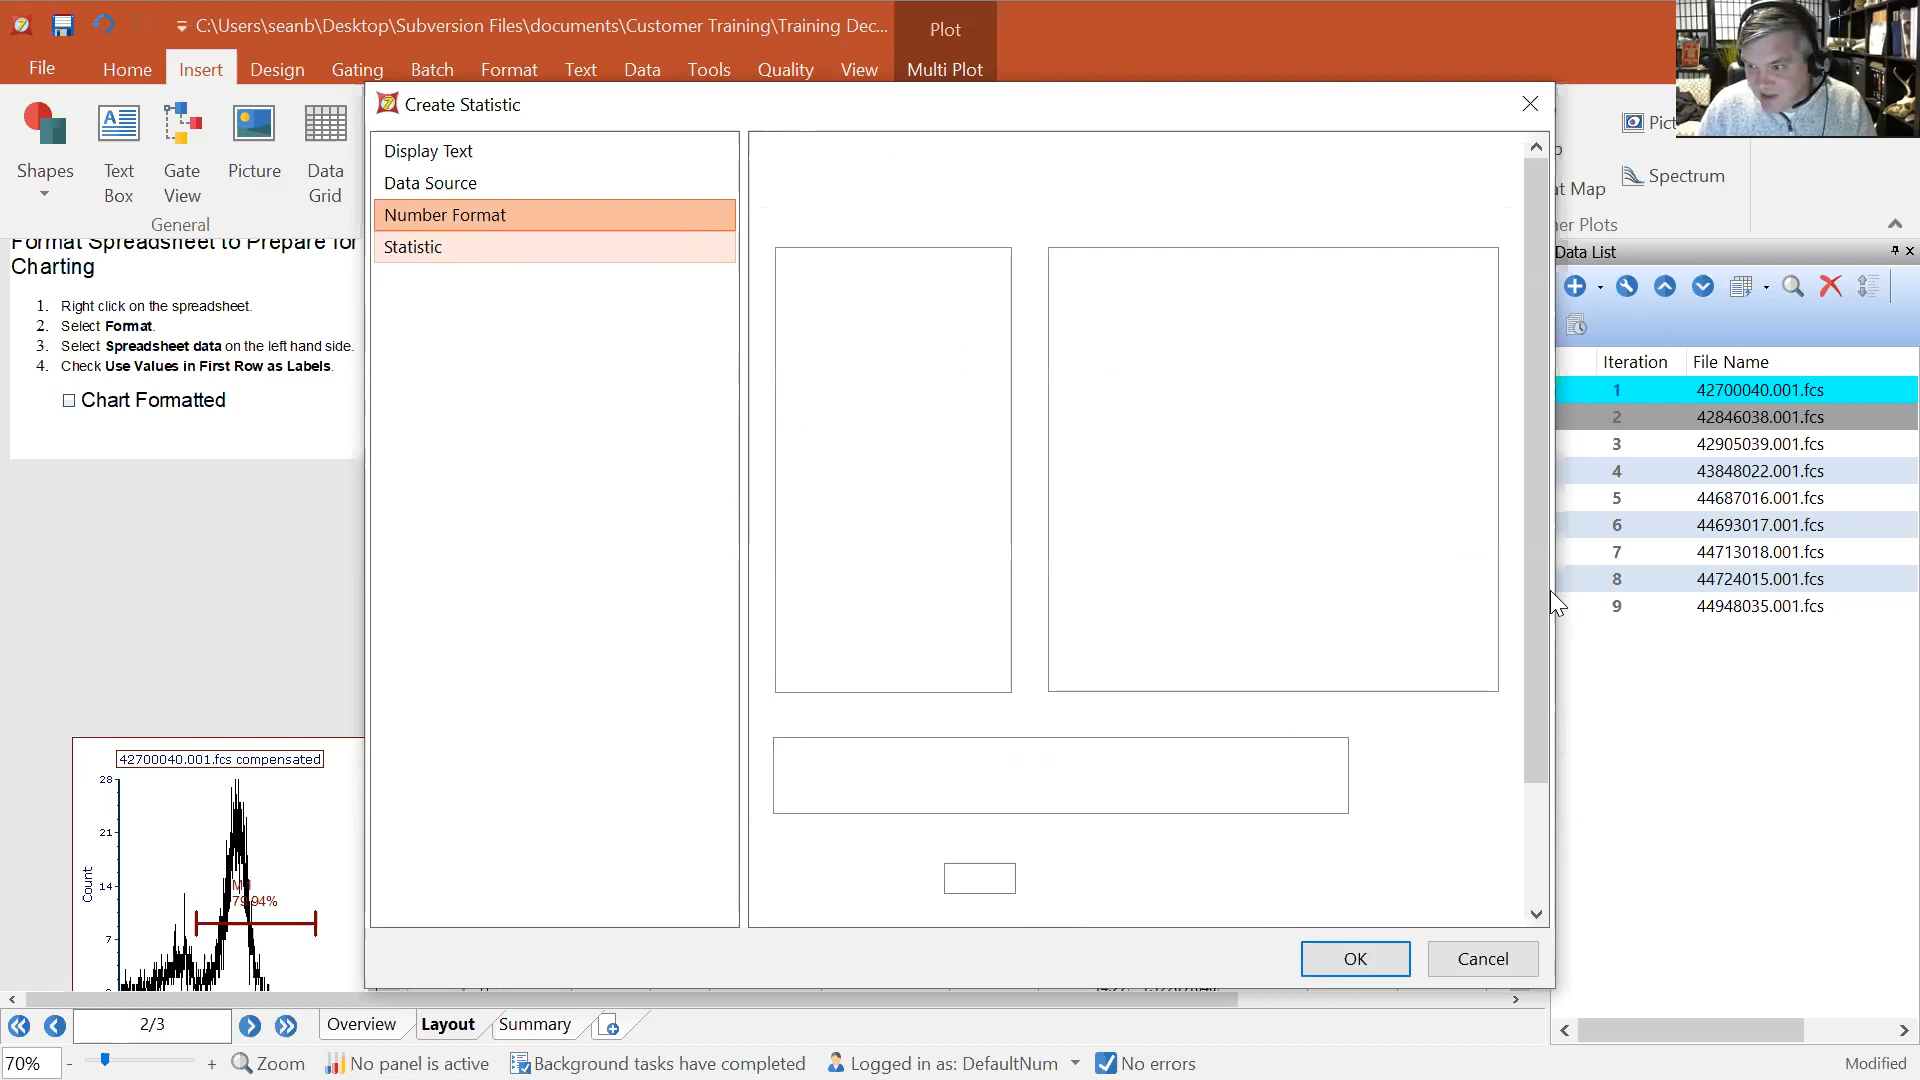 C:\Users\seanb\Desktop\Subversion Files\documents\Customer Training\Training Dec...
Plot
File
Home
Insert
Design
Gating
Batch
Format
Text
Data
Tools
Quality
View
Multi Plot
Shapes
Text
Box
Gate
View
Picture
Data
Grid
General
Create Statistic
Display Text
Data Source
Number Format
Statistic
OK
Cancel
Spectrum
Data List
Iteration
File Name
1 42700040.001.fcs
2 42846038.001.fcs
3 42905039.001.fcs
4 43848022.001.fcs
5 44687016.001.fcs
6 44693017.001.fcs
7 44713018.001.fcs
8 44724015.001.fcs
9 44948035.001.fcs
Format Spreadsheet to Prepare for
Charting
1. Right click on the spreadsheet.
2. Select Format.
3. Select Spreadsheet data on the left hand side.
4. Check Use Values in First Row as Labels.
Chart Formatted
42700040.001.fcs compensated
28
21
14
7
Count
79.94%
2/3
Overview
Layout
Summary
70%
- +
Zoom
No panel is active
Background tasks have completed
Logged in as: DefaultNum
No errors
Modified